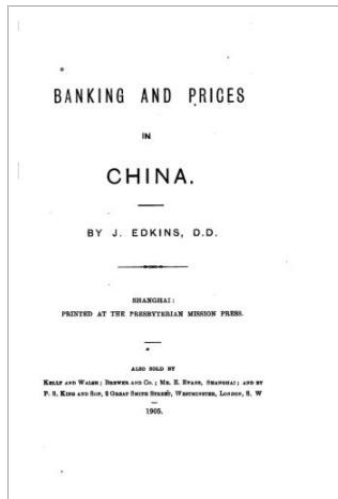 BANKING AND PRICES
IN
CHINA.
BY J. EDKINS, D.D.
SHANGHAI:
PRINTED AT THE PRESBYTERIAN MISSION PRESS.
ALSO SOLD BY
KELLY AND WALSH; BREWER AND CO.; MR. E. EVANS, SHANGHAI; AND BY
P. S. KING AND SON, 2 GREAT SMITH STREET, WESTMINSTER, LONDON, S. W
1905.